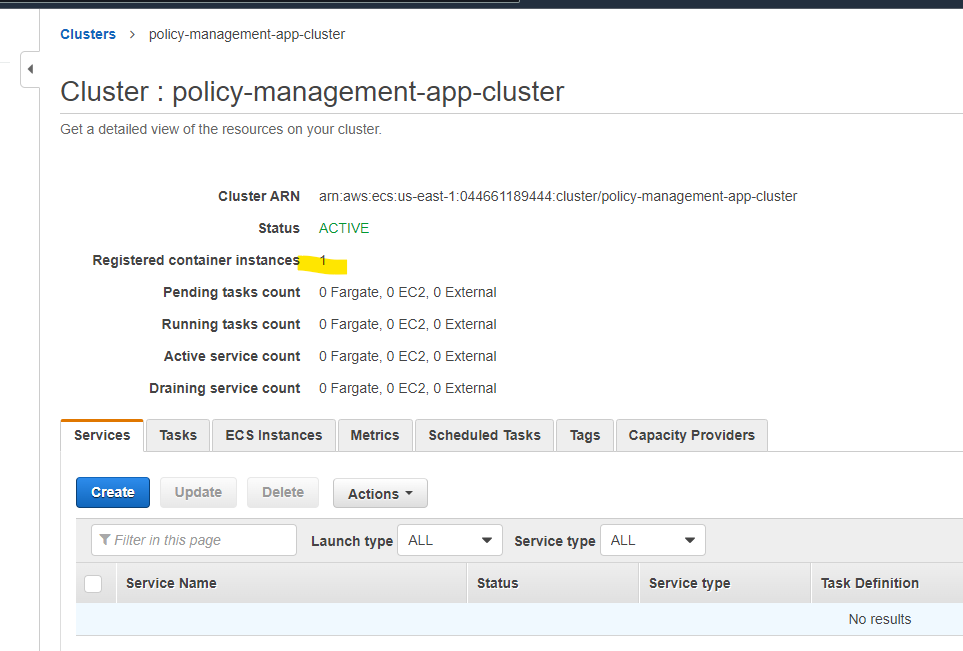 Clusters > policy-management-app-cluster
Cluster : policy-management-app-cluster
Get a detailed view of the resources on your cluster.
Cluster ARN arn:aws:ecs:us-east-1:044661189444:cluster/policy-management-app-cluster
Status ACTIVE
Registered container instances 1
Pending tasks count 0 Fargate, 0 EC2, 0 External
Running tasks count 0 Fargate, 0 EC2, 0 External
Active service count 0 Fargate, 0 EC2, 0 External
Draining service count 0 Fargate, 0 EC2, 0 External
Services Tasks ECS Instances Metrics Scheduled Tasks Tags Capacity Providers
Create Update Delete Actions
Filter in this page Launch type ALL Service type ALL
Service Name Status Service type Task Definition
No results